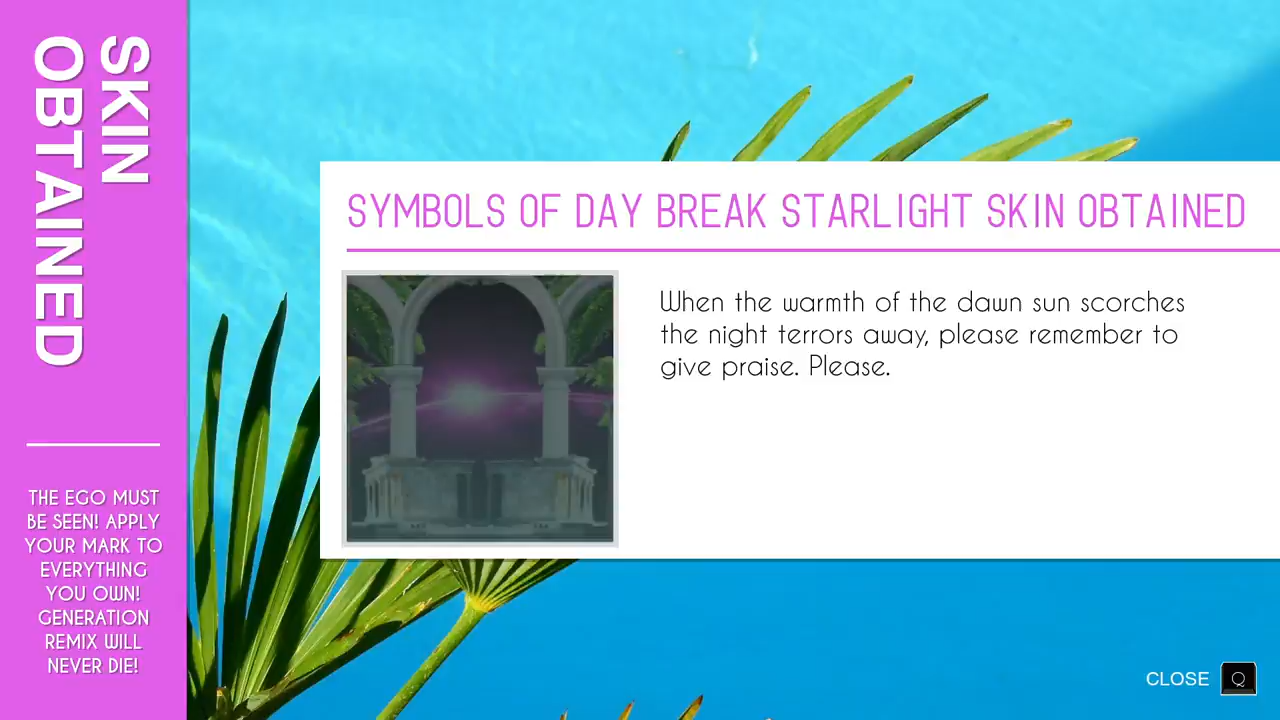 SKIN
OBTAINED
THE EGO MUST
BE SEEN! APPLY
YOUR MARK TO
EVERYTHING
YOU OWN!
GENERATION
REMIX WILL
NEVER DIE!
SYMBOLS OF DAY BREAK STARLIGHT SKIN OBTAINED
When the warmth of the dawn sun scorches
the night terrors away, please remember to
give praise. Please.
CLOSE Q